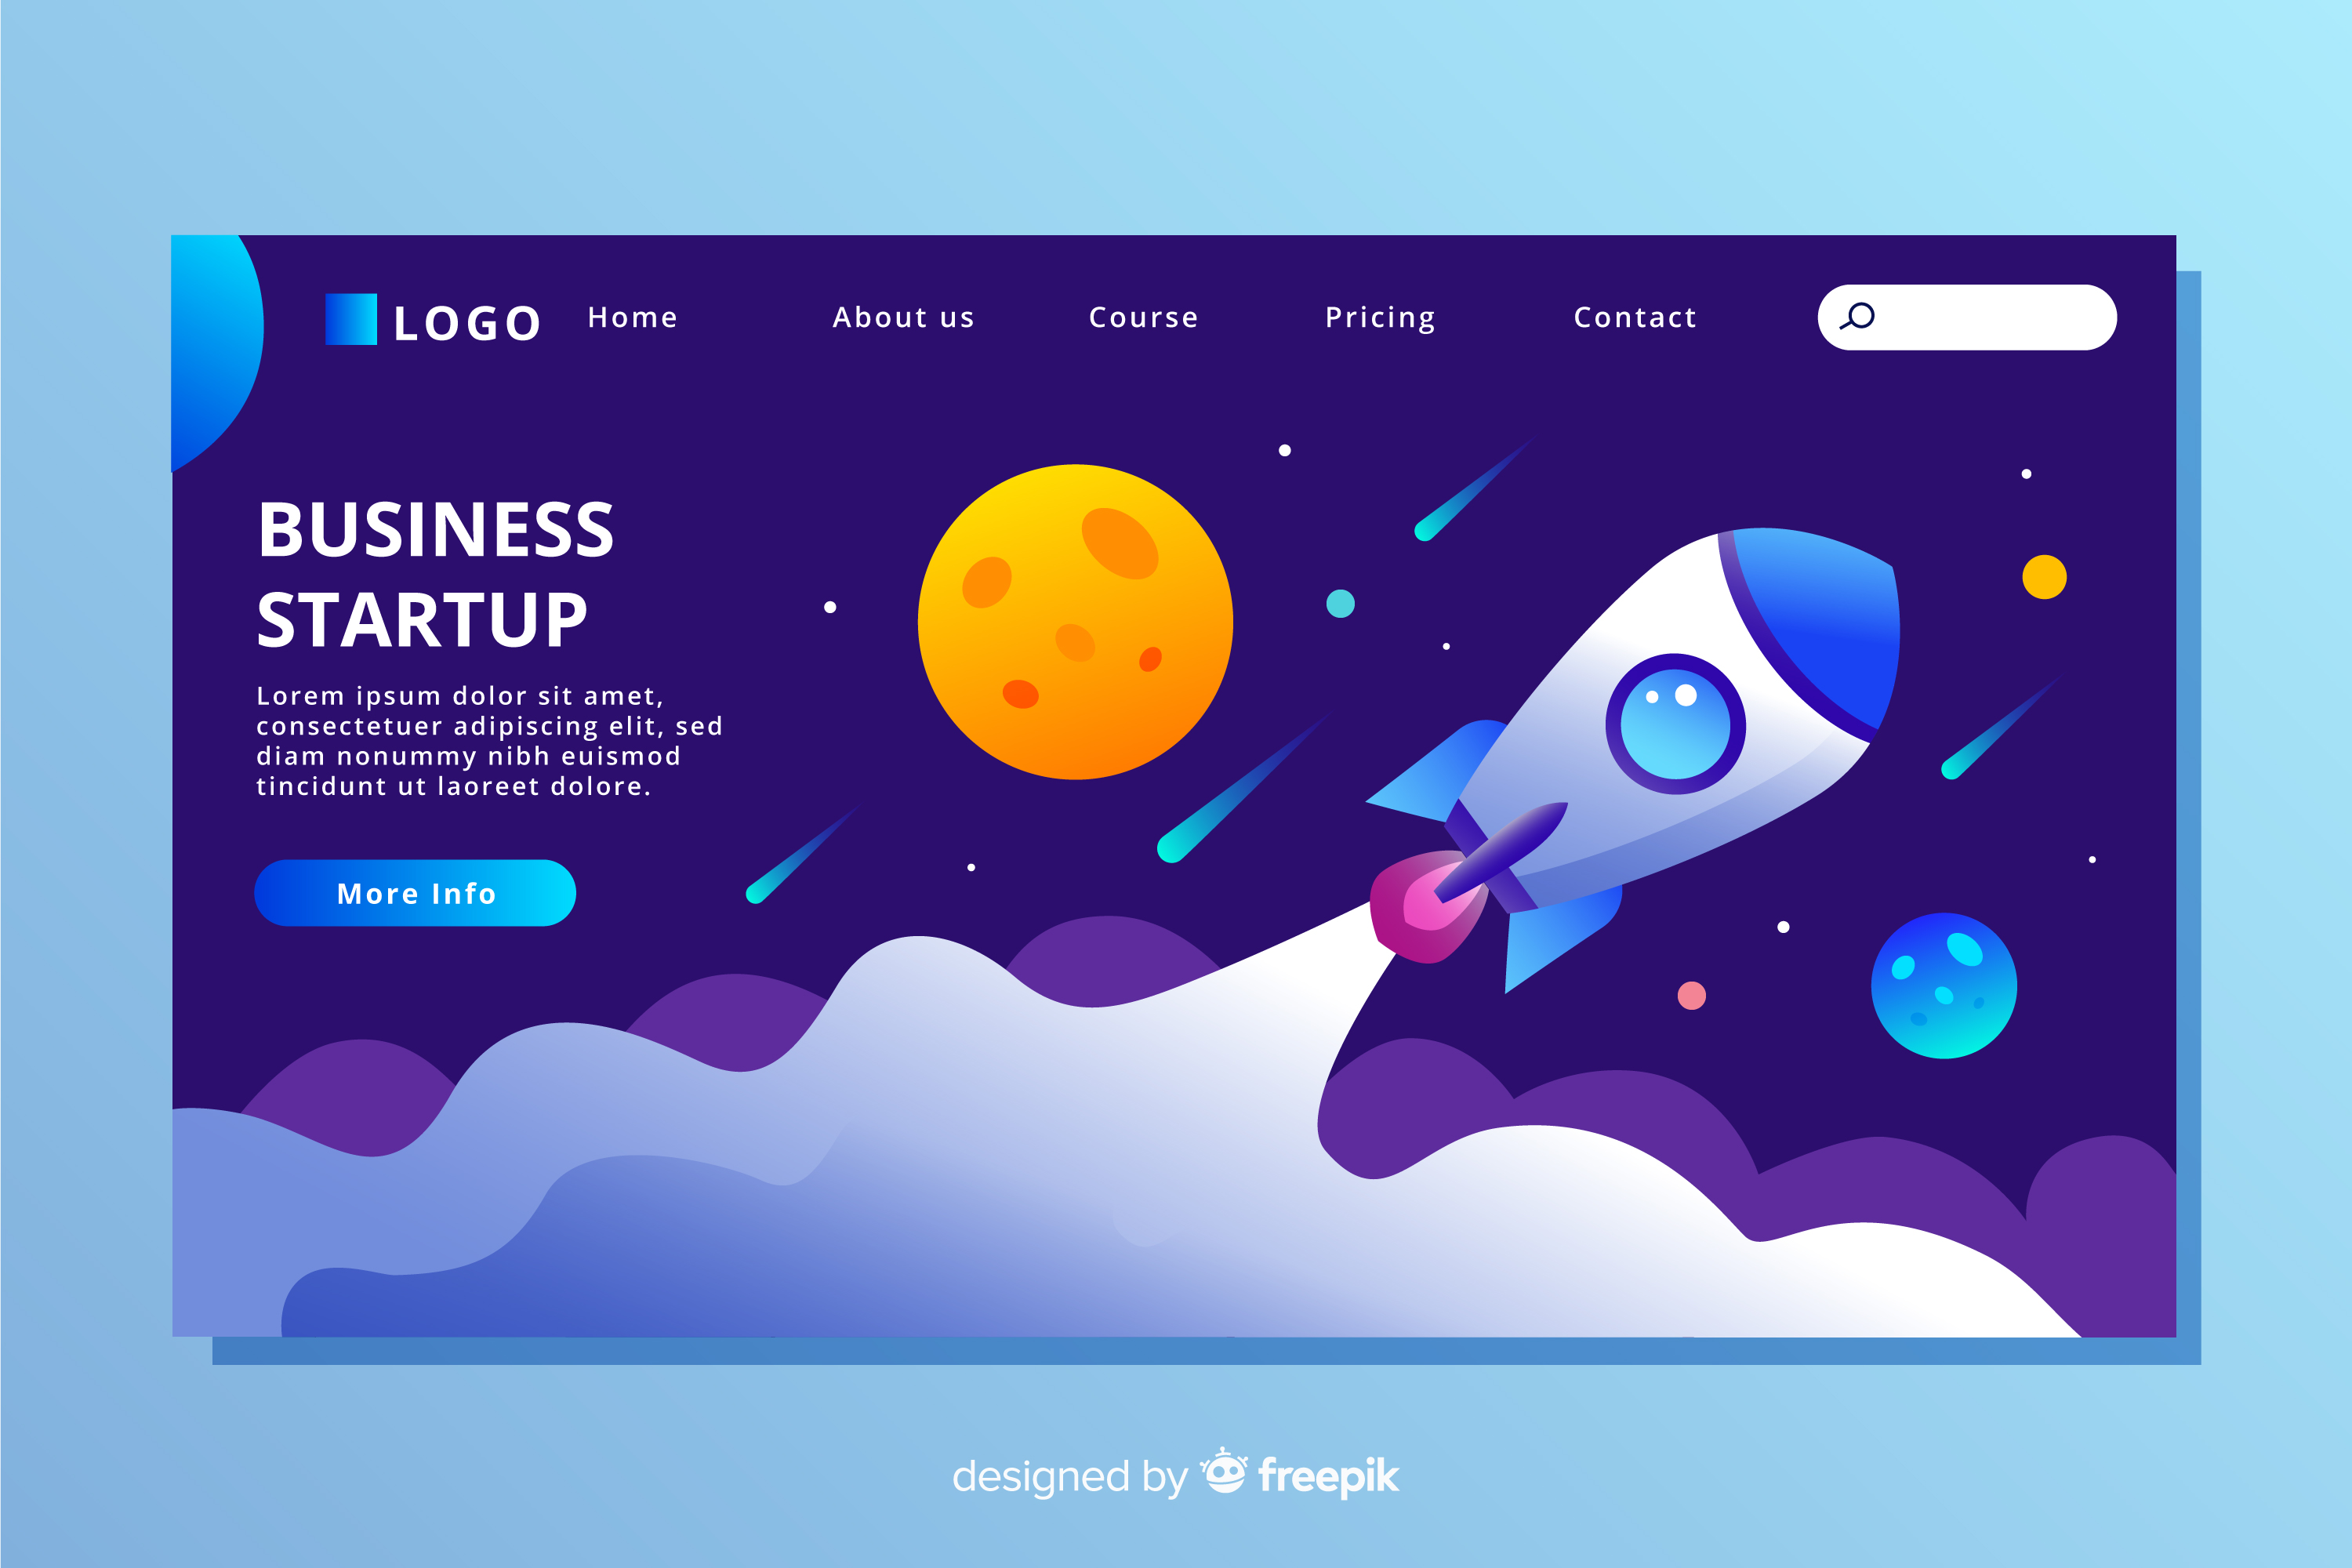 LOGO Home About us Course Pricing Contact
BUSINESS
STARTUP
Lorem ipsum dolor sit amet,
consectetuer adipiscing elit, sed
diam nonummy nibh euismod
tincidunt ut laoreet dolore.
More Info
designed by freepik